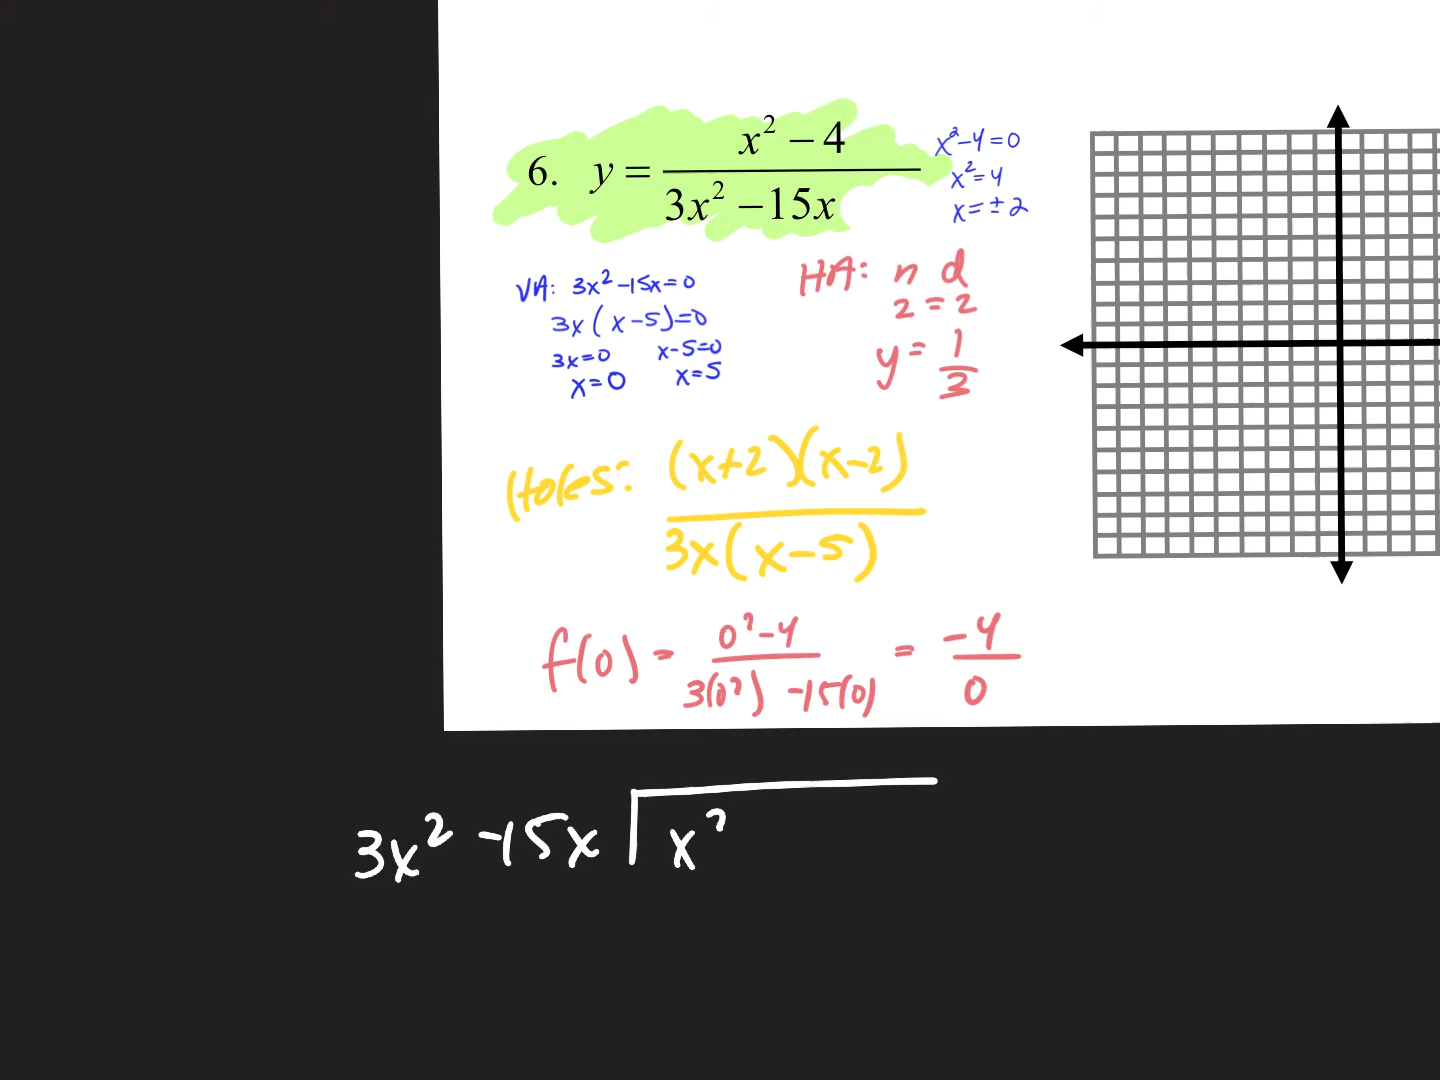 6. y = (x² − 4)/(3x² − 15x)
x²-4=0
x²=4
x=±2
VA: 3x²-15x=0
3x(x-5)=0
3x=0 x-5=0
x=0 x=5
HA: n d
2 = 2
y = 1/3
Holes: (x+2)(x-2)/3x(x-5)
f(0) = (0²-4)/(3(0²) -15(0)) = -4/0
3x² -15x ⟌ x²